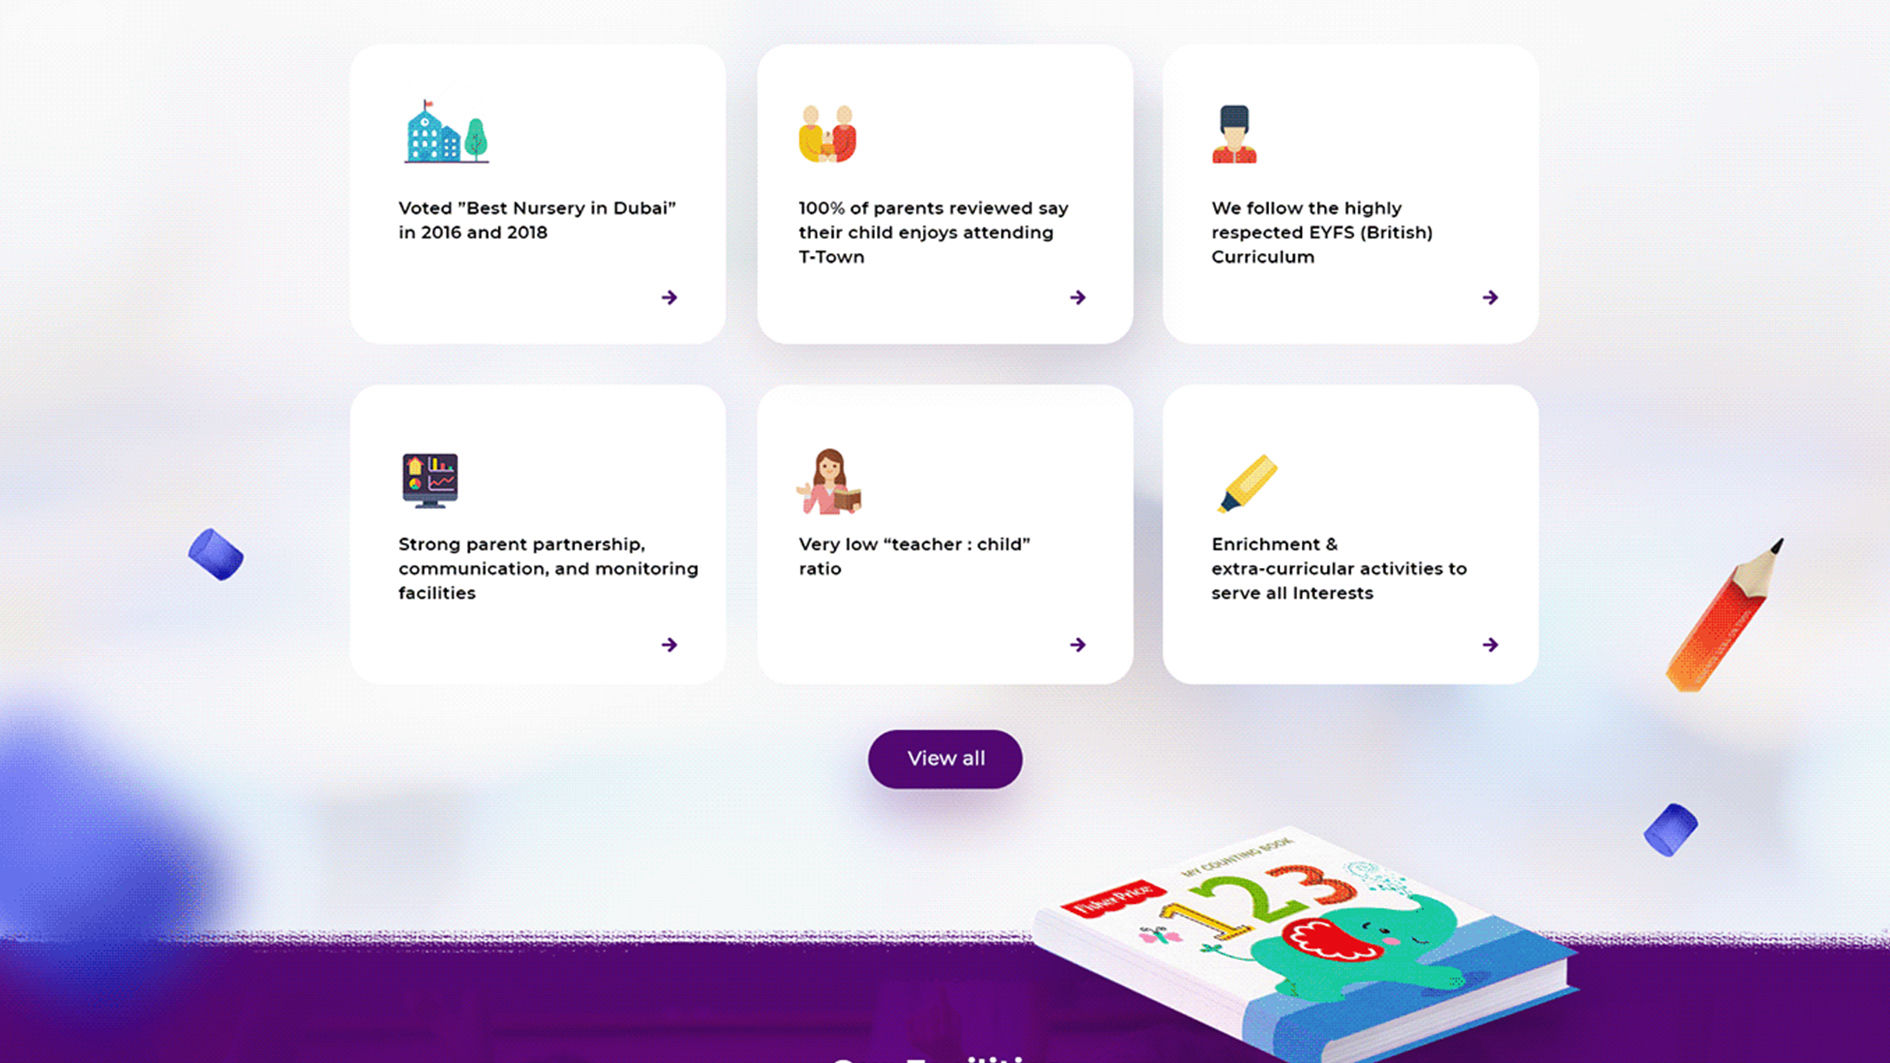 Voted ”Best Nursery in Dubai”
in 2016 and 2018
100% of parents reviewed say
their child enjoys attending
T-Town
We follow the highly
respected EYFS (British)
Curriculum
Strong parent partnership,
communication, and monitoring
facilities
Very low “teacher : child”
ratio
Enrichment &
extra-curricular activities to
serve all Interests
View all
MY COUNTING BOOK
Fisher Price
123